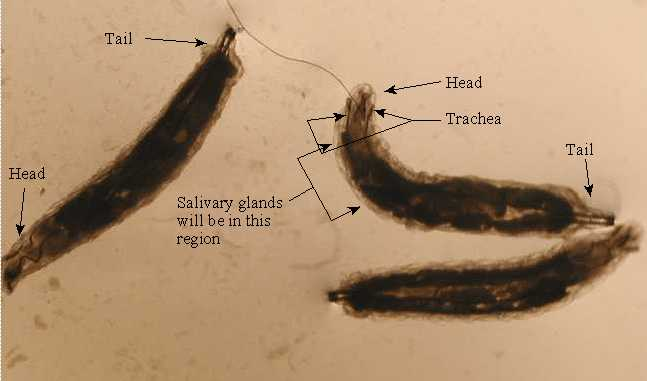 Tail
Head
Trachea
Tail
Head
Salivary glands
will be in this
region